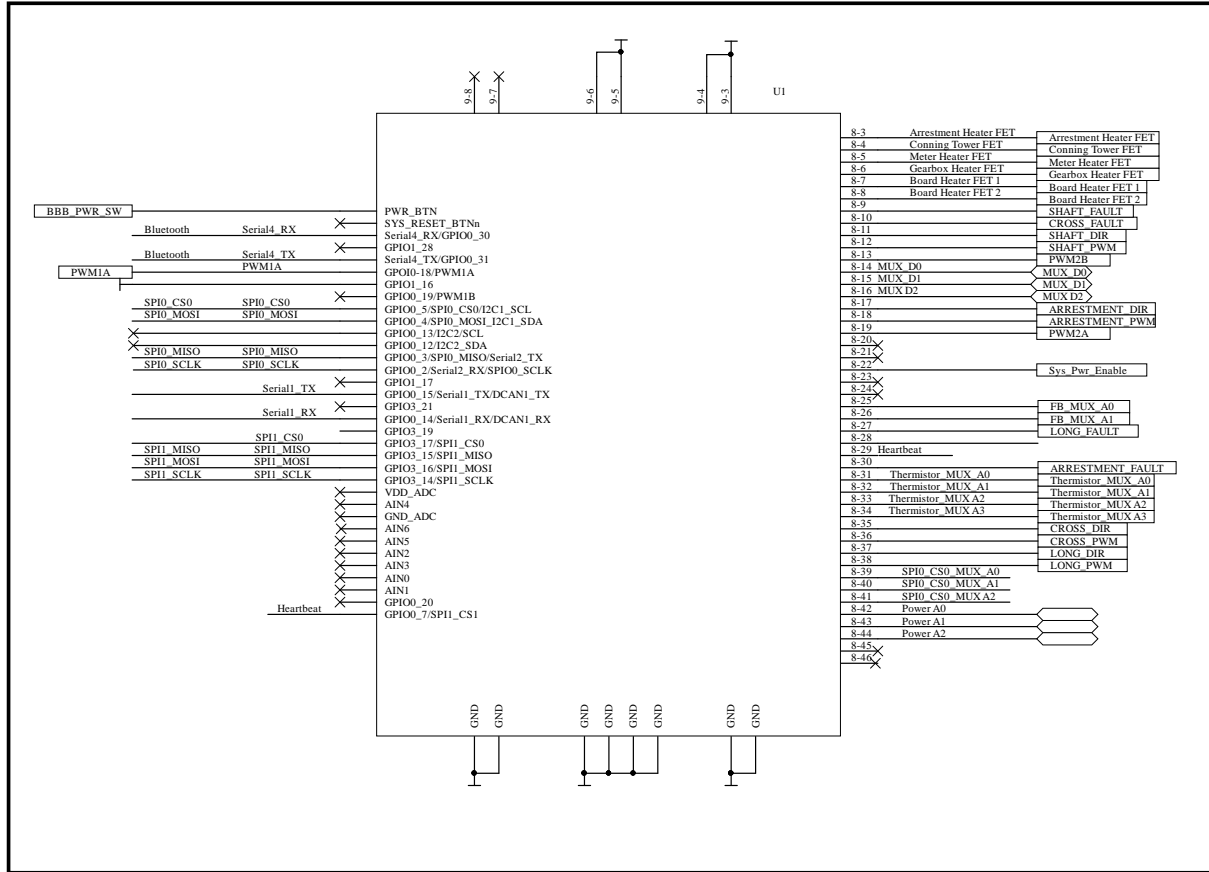 9-8
9-7
9-6
9-5
9-4
9-3
U1
BBB_PWR_SW
PWR_BTN
SYS_RESET_BTNn
Bluetooth Serial4_RX Serial4_RX/GPIO0_30
GPIO1_28
Bluetooth Serial4_TX Serial4_TX/GPIO0_31
PWM1A PWM1A GPOI0-18/PWM1A
GPIO1_16
GPIO0_19/PWM1B
SPI0_CS0 SPI0_CS0 GPIO0_5/SPI0_CS0/I2C1_SCL
SPI0_MOSI SPI0_MOSI GPIO0_4/SPI0_MOSI_I2C1_SDA
GPIO0_13/I2C2/SCL
GPIO0_12/I2C2_SDA
SPI0_MISO SPI0_MISO GPIO0_3/SPI0_MISO/Serial2_TX
SPI0_SCLK SPI0_SCLK GPIO0_2/Serial2_RX/SPIO0_SCLK
GPIO1_17
Serial1_TX GPIO0_15/Serial1_TX/DCAN1_TX
GPIO3_21
Serial1_RX GPIO0_14/Serial1_RX/DCAN1_RX
GPIO3_19
SPI1_CS0 GPIO3_17/SPI1_CS0
SPI1_MISO SPI1_MISO GPIO3_15/SPI1_MISO
SPI1_MOSI SPI1_MOSI GPIO3_16/SPI1_MOSI
SPI1_SCLK SPI1_SCLK GPIO3_14/SPI1_SCLK
VDD_ADC
AIN4
GND_ADC
AIN6
AIN5
AIN2
AIN3
AIN0
AIN1
GPIO0_20
Heartbeat GPIO0_7/SPI1_CS1
8-3 Arrestment Heater FET Arrestment Heater FET
8-4 Conning Tower FET Conning Tower FET
8-5 Meter Heater FET Meter Heater FET
8-6 Gearbox Heater FET Gearbox Heater FET
8-7 Board Heater FET 1 Board Heater FET 1
8-8 Board Heater FET 2 Board Heater FET 2
8-9 SHAFT_FAULT
8-10 CROSS_FAULT
8-11 SHAFT_DIR
8-12 SHAFT_PWM
8-13 PWM2B
8-14 MUX_D0 MUX_D0
8-15 MUX_D1 MUX_D1
8-16 MUX D2 MUX D2
8-17 ARRESTMENT_DIR
8-18 ARRESTMENT_PWM
8-19 PWM2A
8-20
8-21
8-22 Sys_Pwr_Enable
8-23
8-24
8-25 FB_MUX_A0
8-26 FB_MUX_A1
8-27 LONG_FAULT
8-28
8-29 Heartbeat
8-30 ARRESTMENT_FAULT
8-31 Thermistor_MUX_A0 Thermistor_MUX_A0
8-32 Thermistor_MUX_A1 Thermistor_MUX_A1
8-33 Thermistor_MUX A2 Thermistor_MUX A2
8-34 Thermistor_MUX A3 Thermistor_MUX A3
8-35 CROSS_DIR
8-36 CROSS_PWM
8-37 LONG_DIR
8-38 LONG_PWM
8-39 SPI0_CS0_MUX_A0
8-40 SPI0_CS0_MUX_A1
8-41 SPI0_CS0_MUX A2
8-42 Power A0
8-43 Power A1
8-44 Power A2
8-45
8-46
GND
GND
GND
GND
GND
GND
GND
GND